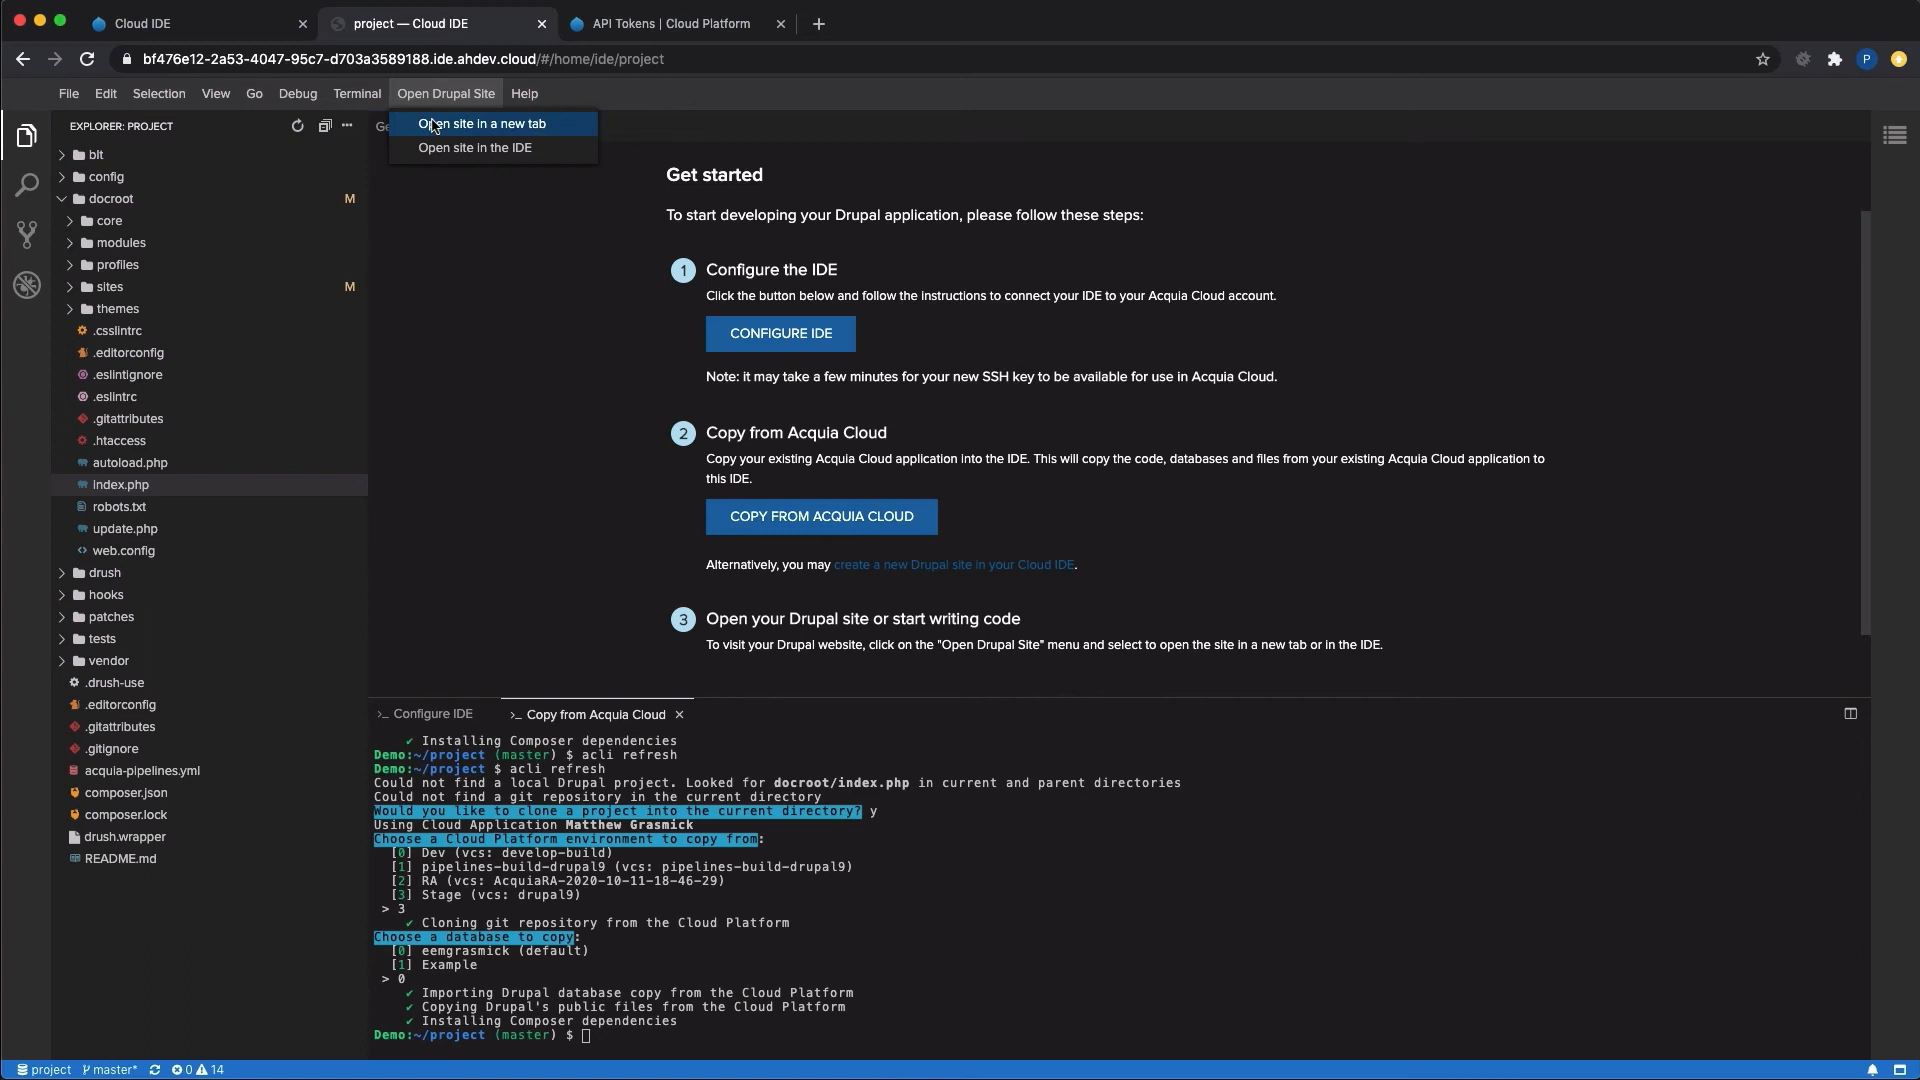 Cloud IDE
project — Cloud IDE
API Tokens | Cloud Platform
bf476e12-2a53-4047-95c7-d703a3589188.ide.ahdev.cloud/#/home/ide/project
P
File Edit Selection View Go Debug Terminal Open Drupal Site Help
Open site in a new tab
Open site in the IDE
EXPLORER: PROJECT
Ge
blt
config
docroot M
core
modules
profiles
sites M
themes
.csslintrc
.editorconfig
.eslintignore
.eslintrc
.gitattributes
.htaccess
autoload.php
index.php
robots.txt
update.php
web.config
drush
hooks
patches
tests
vendor
.drush-use
.editorconfig
.gitattributes
.gitignore
acquia-pipelines.yml
composer.json
composer.lock
drush.wrapper
README.md
Get started
To start developing your Drupal application, please follow these steps:
1 Configure the IDE
Click the button below and follow the instructions to connect your IDE to your Acquia Cloud account.
CONFIGURE IDE
Note: it may take a few minutes for your new SSH key to be available for use in Acquia Cloud.
2 Copy from Acquia Cloud
Copy your existing Acquia Cloud application into the IDE. This will copy the code, databases and files from your existing Acquia Cloud application to
this IDE.
COPY FROM ACQUIA CLOUD
Alternatively, you may create a new Drupal site in your Cloud IDE.
3 Open your Drupal site or start writing code
To visit your Drupal website, click on the "Open Drupal Site" menu and select to open the site in a new tab or in the IDE.
>_ Configure IDE >_ Copy from Acquia Cloud
✔ Installing Composer dependencies
Demo:~/project (master) $ acli refresh
Demo:~/project $ acli refresh
Could not find a local Drupal project. Looked for docroot/index.php in current and parent directories
Could not find a git repository in the current directory
Would you like to clone a project into the current directory? y
Using Cloud Application Matthew Grasmick
Choose a Cloud Platform environment to copy from:
[0] Dev (vcs: develop-build)
[1] pipelines-build-drupal9 (vcs: pipelines-build-drupal9)
[2] RA (vcs: AcquiaRA-2020-10-11-18-46-29)
[3] Stage (vcs: drupal9)
> 3
✔ Cloning git repository from the Cloud Platform
Choose a database to copy:
[0] eemgrasmick (default)
[1] Example
> 0
✔ Importing Drupal database copy from the Cloud Platform
✔ Copying Drupal's public files from the Cloud Platform
✔ Installing Composer dependencies
Demo:~/project (master) $
project master* 0 14